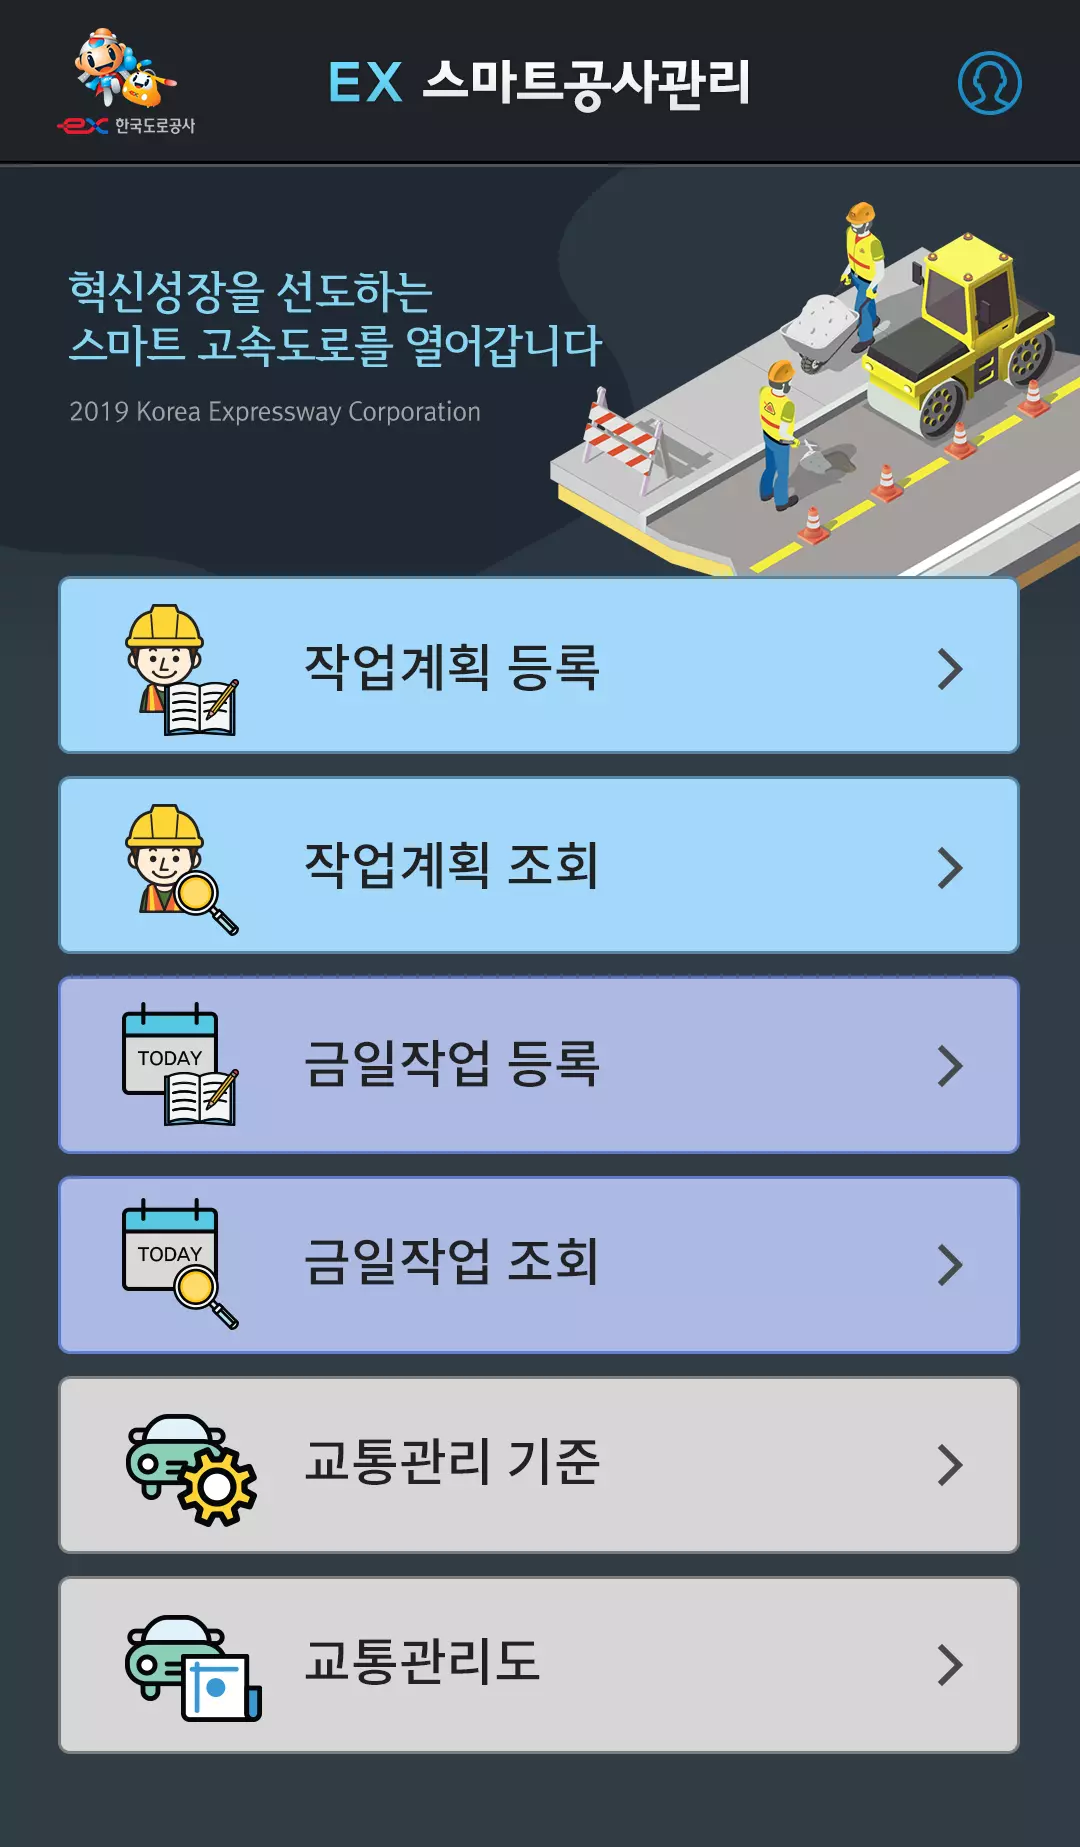 ex 한국도로공사
EX 스마트공사관리
혁신성장을 선도하는
스마트 고속도로를 열어갑니다
2019 Korea Expressway Corporation
작업계획 등록
작업계획 조회
TODAY
금일작업 등록
TODAY
금일작업 조회
교통관리 기준
교통관리도